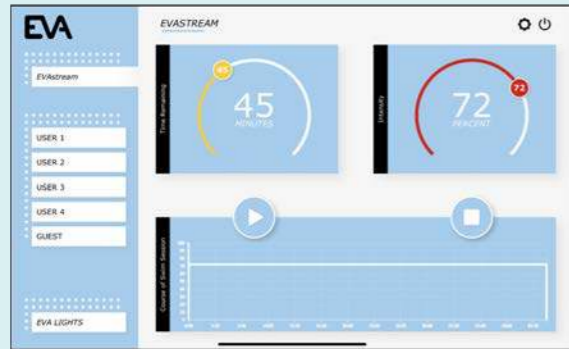 EVA
EVAstream
USER 1
USER 2
USER 3
USER 4
GUEST
EVA LIGHTS
EVASTREAM
Time Remaining
45
45
MINUTES
Intensity
72
72
PERCENT
Course of Swim Session